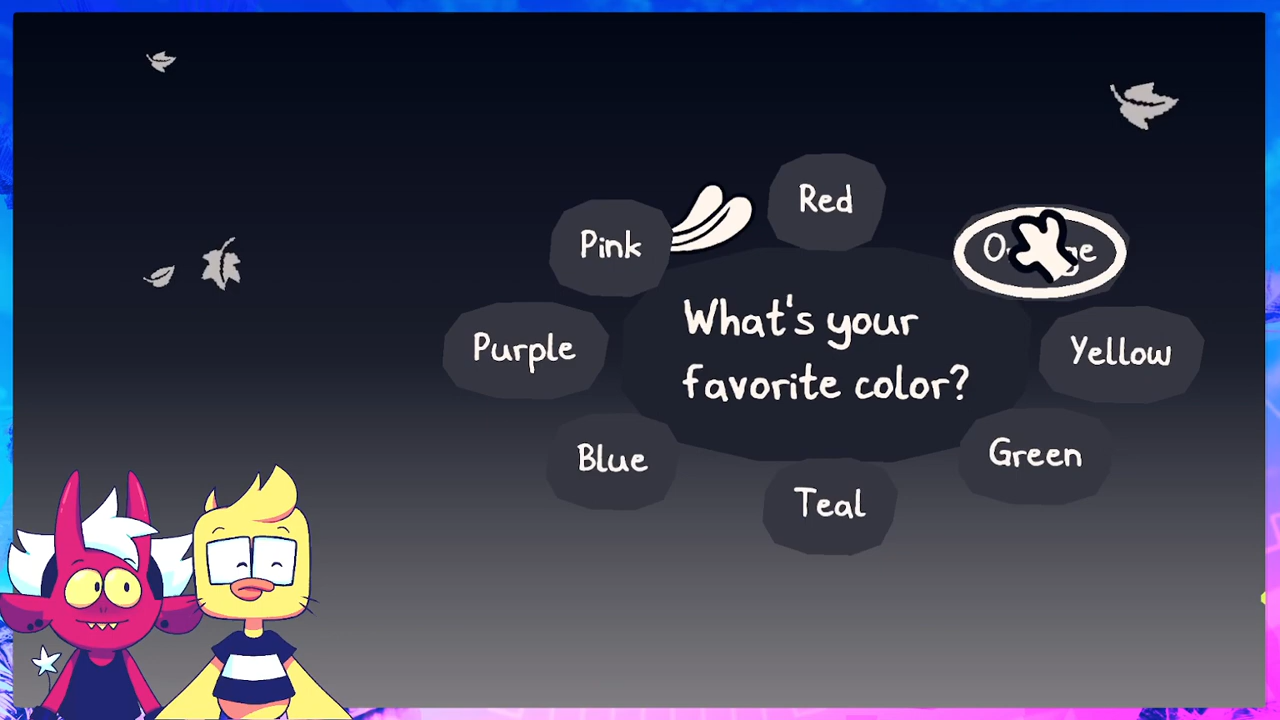 Red
Pink
What's your
favorite color?
Purple
Yellow
Blue
Green
Teal